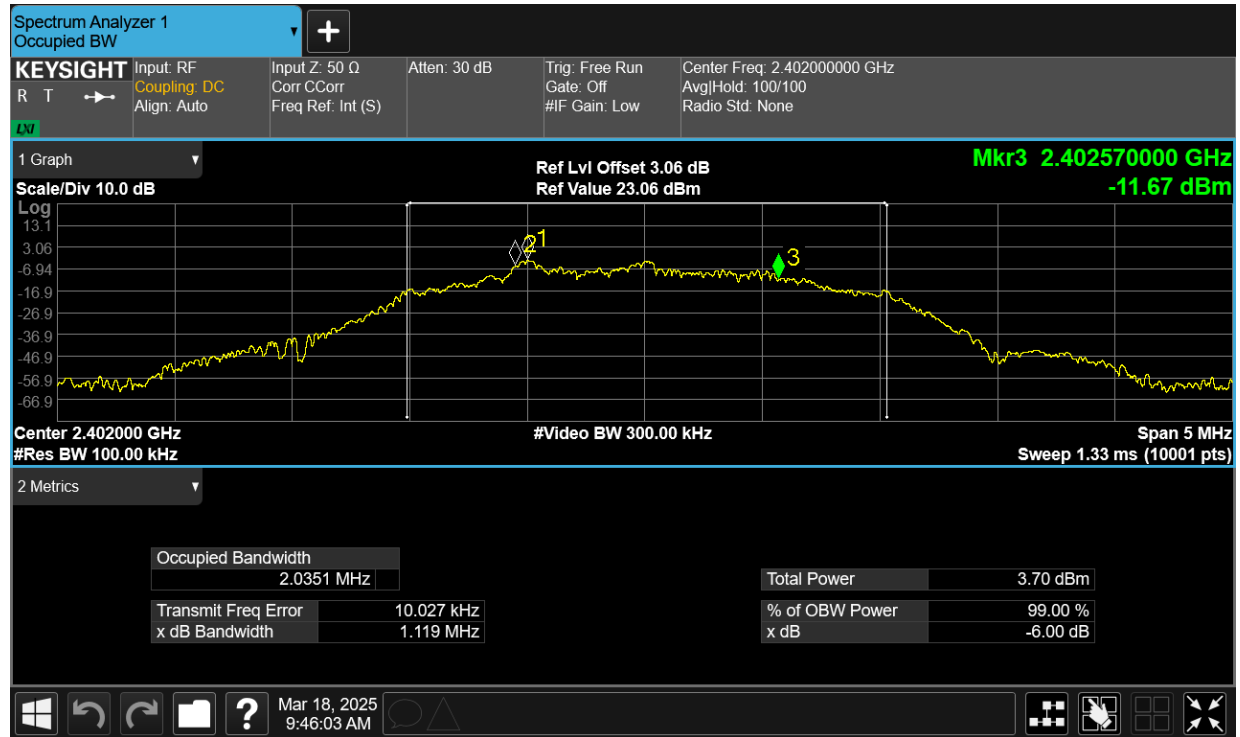 Spectrum Analyzer 1
Occupied BW
▼
+
KEYSIGHT
R T
LXI
Input: RF
Coupling: DC
Align: Auto
Input Z: 50 Ω
Corr CCorr
Freq Ref: Int (S)
Atten: 30 dB
Trig: Free Run
Gate: Off
#IF Gain: Low
Center Freq: 2.402000000 GHz
Avg|Hold: 100/100
Radio Std: None
1 Graph ▼
Scale/Div 10.0 dB
Ref Lvl Offset 3.06 dB
Ref Value 23.06 dBm
Mkr3 2.402570000 GHz
-11.67 dBm
Log
13.1
3.06
-6.94
-16.9
-26.9
-36.9
-46.9
-56.9
-66.9
2 1
3
Center 2.402000 GHz
#Video BW 300.00 kHz
Span 5 MHz
#Res BW 100.00 kHz
Sweep 1.33 ms (10001 pts)
2 Metrics ▼
Occupied Bandwidth
2.0351 MHz
Total Power 3.70 dBm
Transmit Freq Error 10.027 kHz
% of OBW Power 99.00 %
x dB Bandwidth 1.119 MHz
x dB -6.00 dB
?
Mar 18, 2025
9:46:03 AM